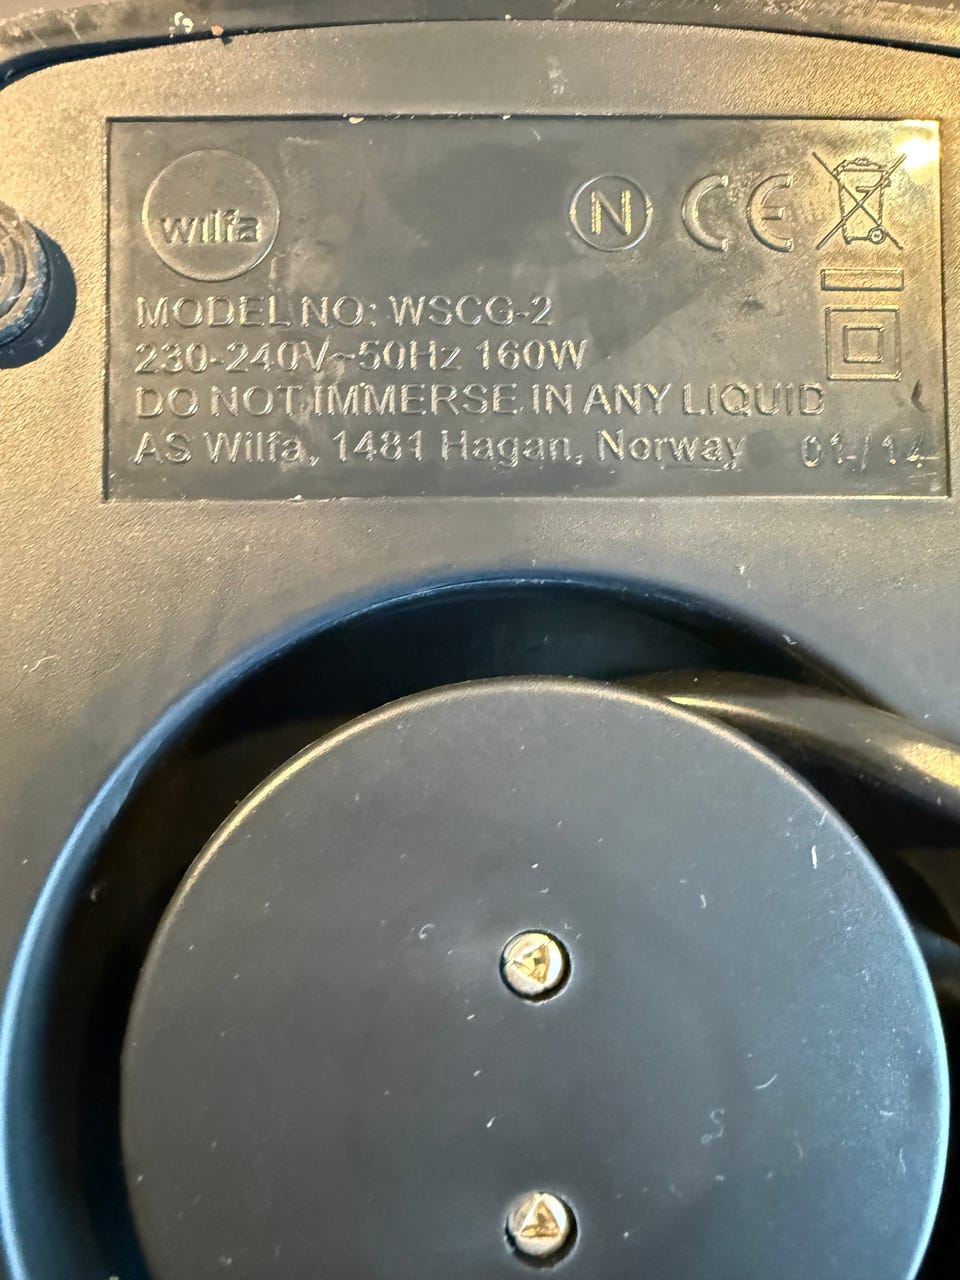 wilfa
N CE
MODEL NO: WSCG-2
230-240V~50Hz 160W
DO NOT IMMERSE IN ANY LIQUID
AS Wilfa, 1481 Hagan, Norway 01/14